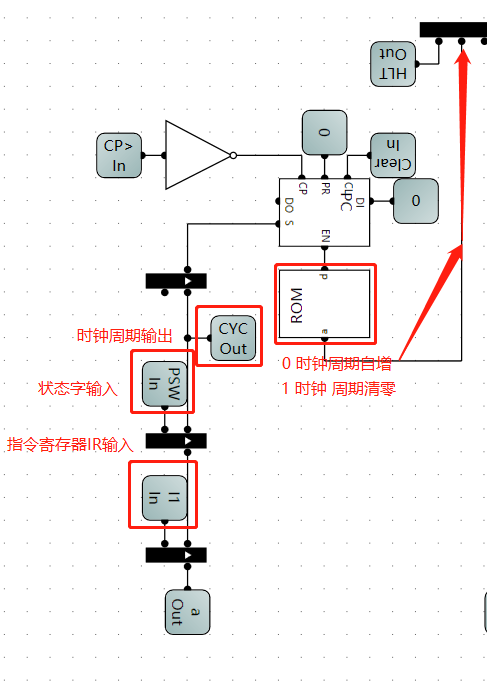 HLT
Out
CP>
In
0
Clear
In
CP
PR
Cl
PC
DO
S
DI
EN
0
P
ROM
a
CYC
Out
时钟周期输出
0 时钟周期自增
PSW
In
状态字输入
1 时钟 周期清零
指令寄存器IR输入
I1
In
a
Out